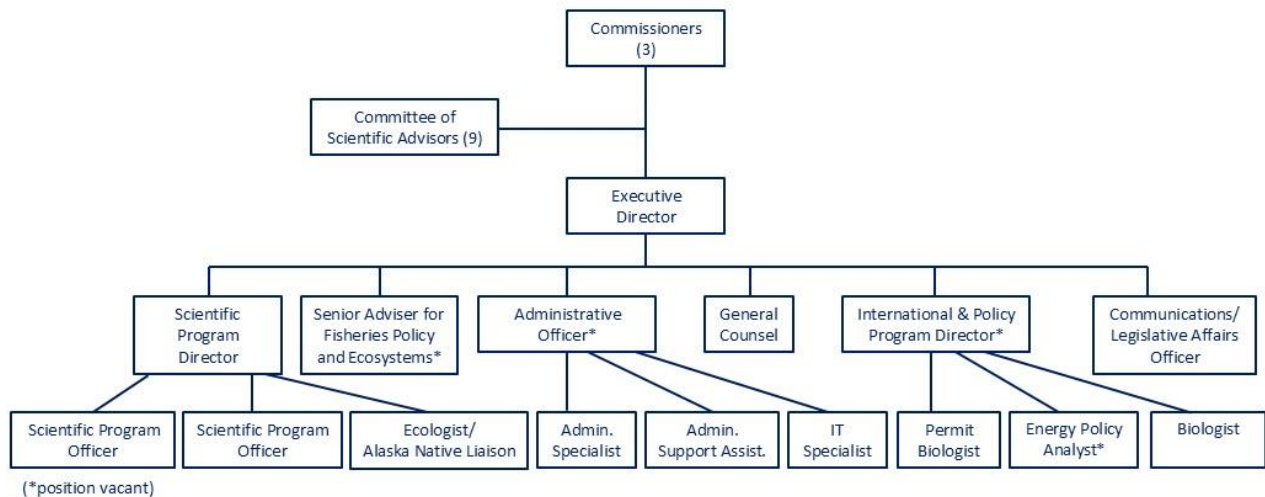 Commissioners
(3)
Committee of
Scientific Advisors (9)
Executive
Director
Scientific
Program
Director
Senior Adviser for
Fisheries Policy
and Ecosystems*
Administrative
Officer*
General
Counsel
International & Policy
Program Director*
Communications/
Legislative Affairs
Officer
Scientific Program
Officer
Scientific Program
Officer
Ecologist/
Alaska Native Liaison
Admin.
Specialist
Admin.
Support Assist.
IT
Specialist
Permit
Biologist
Energy Policy
Analyst*
Biologist
(*position vacant)